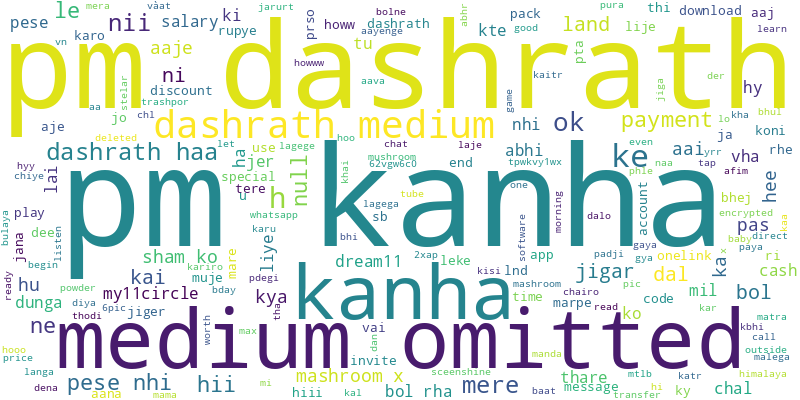 pese le mera vàat nii salary ki prso howw dashrath pack thi download aaj
karo vn aaje rupye aayenge tu kte good abhr bolne land lije pura jarurt learn
pm dashrath
ni discount howww aava kaitr game pta jiga der hy
aa stelar trashpor jo chl dashrath medium nhi ok payment lo kha bhul
aje deleted let lagege hoo chat laje abhi even ja koni
dashrath haa use jer ha null khai mushroom 62vgw6c0 end tpwkvy1wx ke aai yrr vha rhe
hyy chiye lai special tere u h phle naa tap afim hee
pm kanha
play whatsapp lagega sb one morning dalo account bhej encrypted kaa
bulaya jana dee listen karu bhi software gaya baby pas direct
begin sham ko mare liye tube 2xap padji gya onelink paya x ri
ready hu powder kai kariro muje dream11 leke kisi lnd app jigar dal ka cash
dunga diya my11circle kya pdegi kanha mashroom time chairo pic code mil bol
thodi 6pic jiger bday tha marpe read ko kar matra
ne worth max vai dan medium omitted kbhi call
hooo price invite manda outside malega
langa pese nhi hii mi mashroom x sceenshine mere thare mtlb katr himalaya
dena aana mama hiii kal bol rha baat message transfer hi ky chal